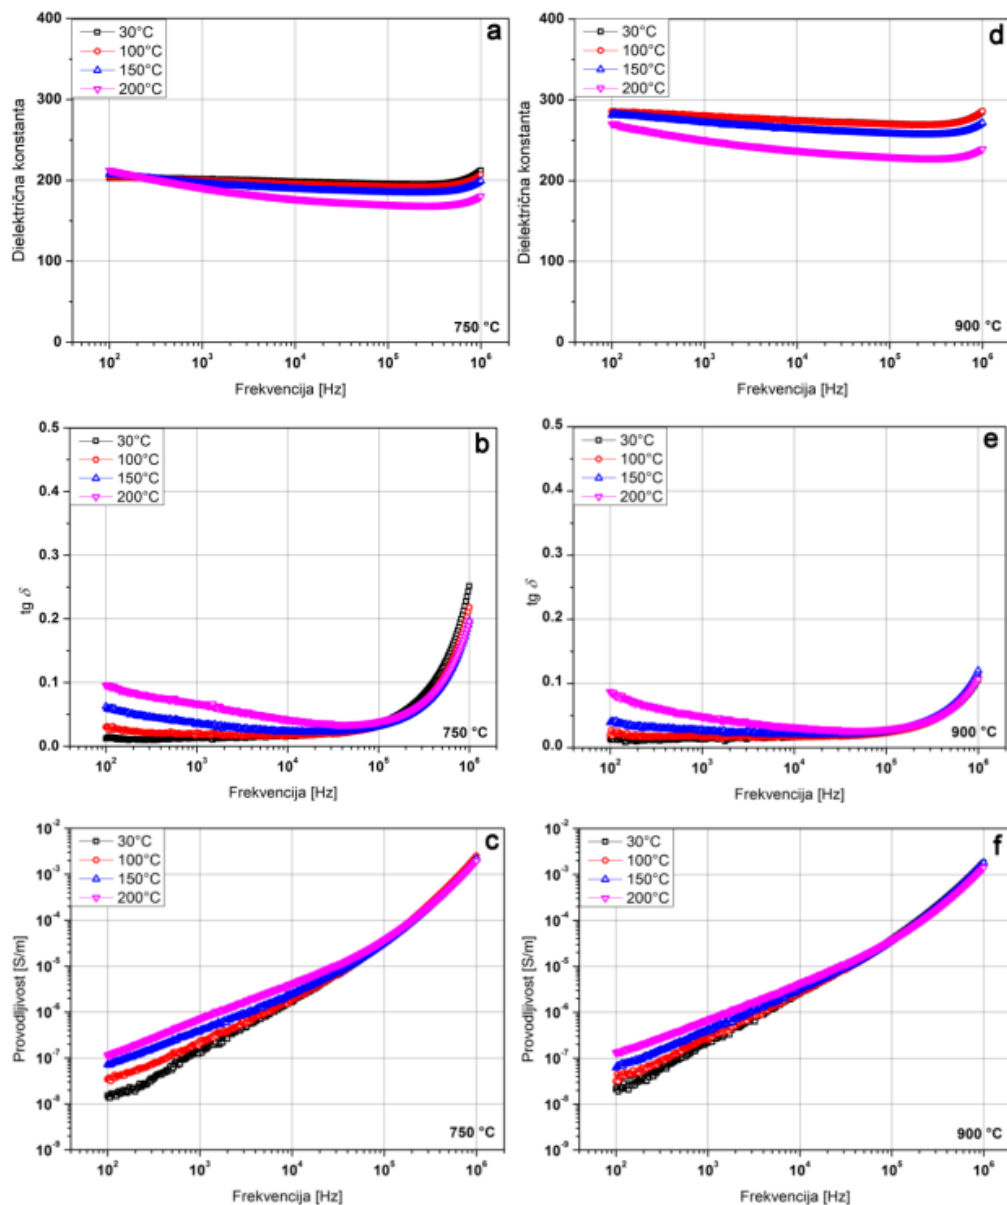 a
30°C
100°C
150°C
200°C
400
300
200
100
0
Dielektrična konstanta
10² 10³ 10⁴ 10⁵ 10⁶
Frekvencija [Hz]
750 °C
d
30°C
100°C
150°C
200°C
400
300
200
100
0
Dielektrična konstanta
10² 10³ 10⁴ 10⁵ 10⁶
Frekvencija [Hz]
900 °C
b
30°C
100°C
150°C
200°C
0.5
0.4
0.3
0.2
0.1
0.0
tg δ
10² 10³ 10⁴ 10⁵ 10⁶
Frekvencija [Hz]
750 °C
e
30°C
100°C
150°C
200°C
0.5
0.4
0.3
0.2
0.1
0.0
tg δ
10² 10³ 10⁴ 10⁵ 10⁶
Frekvencija [Hz]
900 °C
c
30°C
100°C
150°C
200°C
10⁻²
10⁻³
10⁻⁴
10⁻⁵
10⁻⁶
10⁻⁷
10⁻⁸
10⁻⁹
Provodljivost [S/m]
10² 10³ 10⁴ 10⁵ 10⁶
Frekvencija [Hz]
750 °C
f
30°C
100°C
150°C
200°C
10⁻²
10⁻³
10⁻⁴
10⁻⁵
10⁻⁶
10⁻⁷
10⁻⁸
10⁻⁹
Provodljivost [S/m]
10² 10³ 10⁴ 10⁵ 10⁶
Frekvencija [Hz]
900 °C